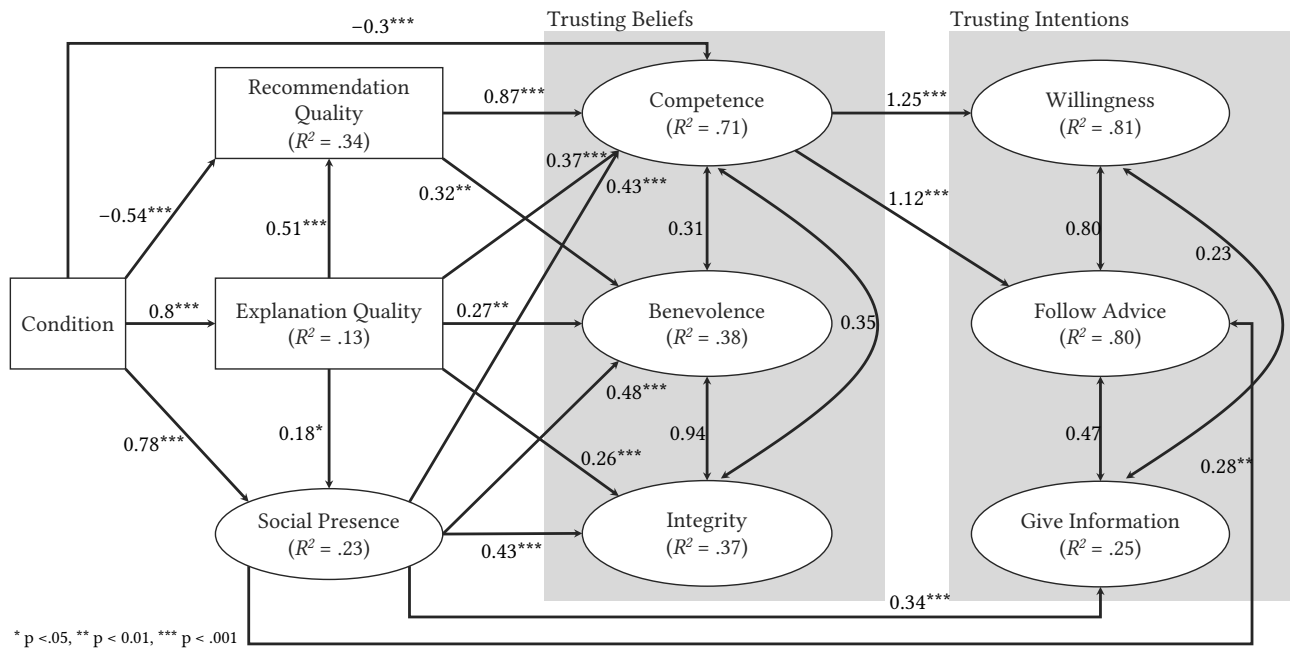 Trusting Beliefs
Trusting Intentions
−0.3***
Recommendation
Quality
(R² = .34)
0.87***
Competence
(R² = .71)
1.25***
Willingness
(R² = .81)
0.37***
0.43***
0.32**
−0.54***
0.51***
0.31
1.12***
0.80
0.23
Condition
0.8***
Explanation Quality
(R² = .13)
0.27**
Benevolence
(R² = .38)
0.35
Follow Advice
(R² = .80)
0.48***
0.78***
0.18*
0.26***
0.94
0.47
0.28**
Social Presence
(R² = .23)
0.43***
Integrity
(R² = .37)
Give Information
(R² = .25)
0.34***
* p <.05, ** p < 0.01, *** p < .001